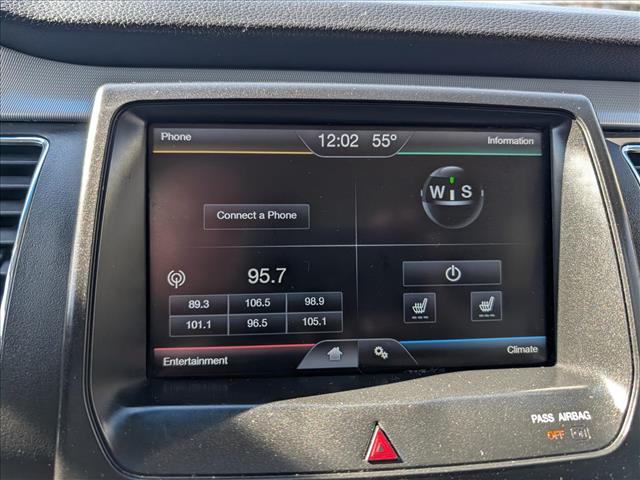 Phone
12:02 55°
Information
Connect a Phone
W S
95.7
89.3 106.5 98.9
101.1 96.5 105.1
Entertainment
Climate
PASS AIRBAG
OFF